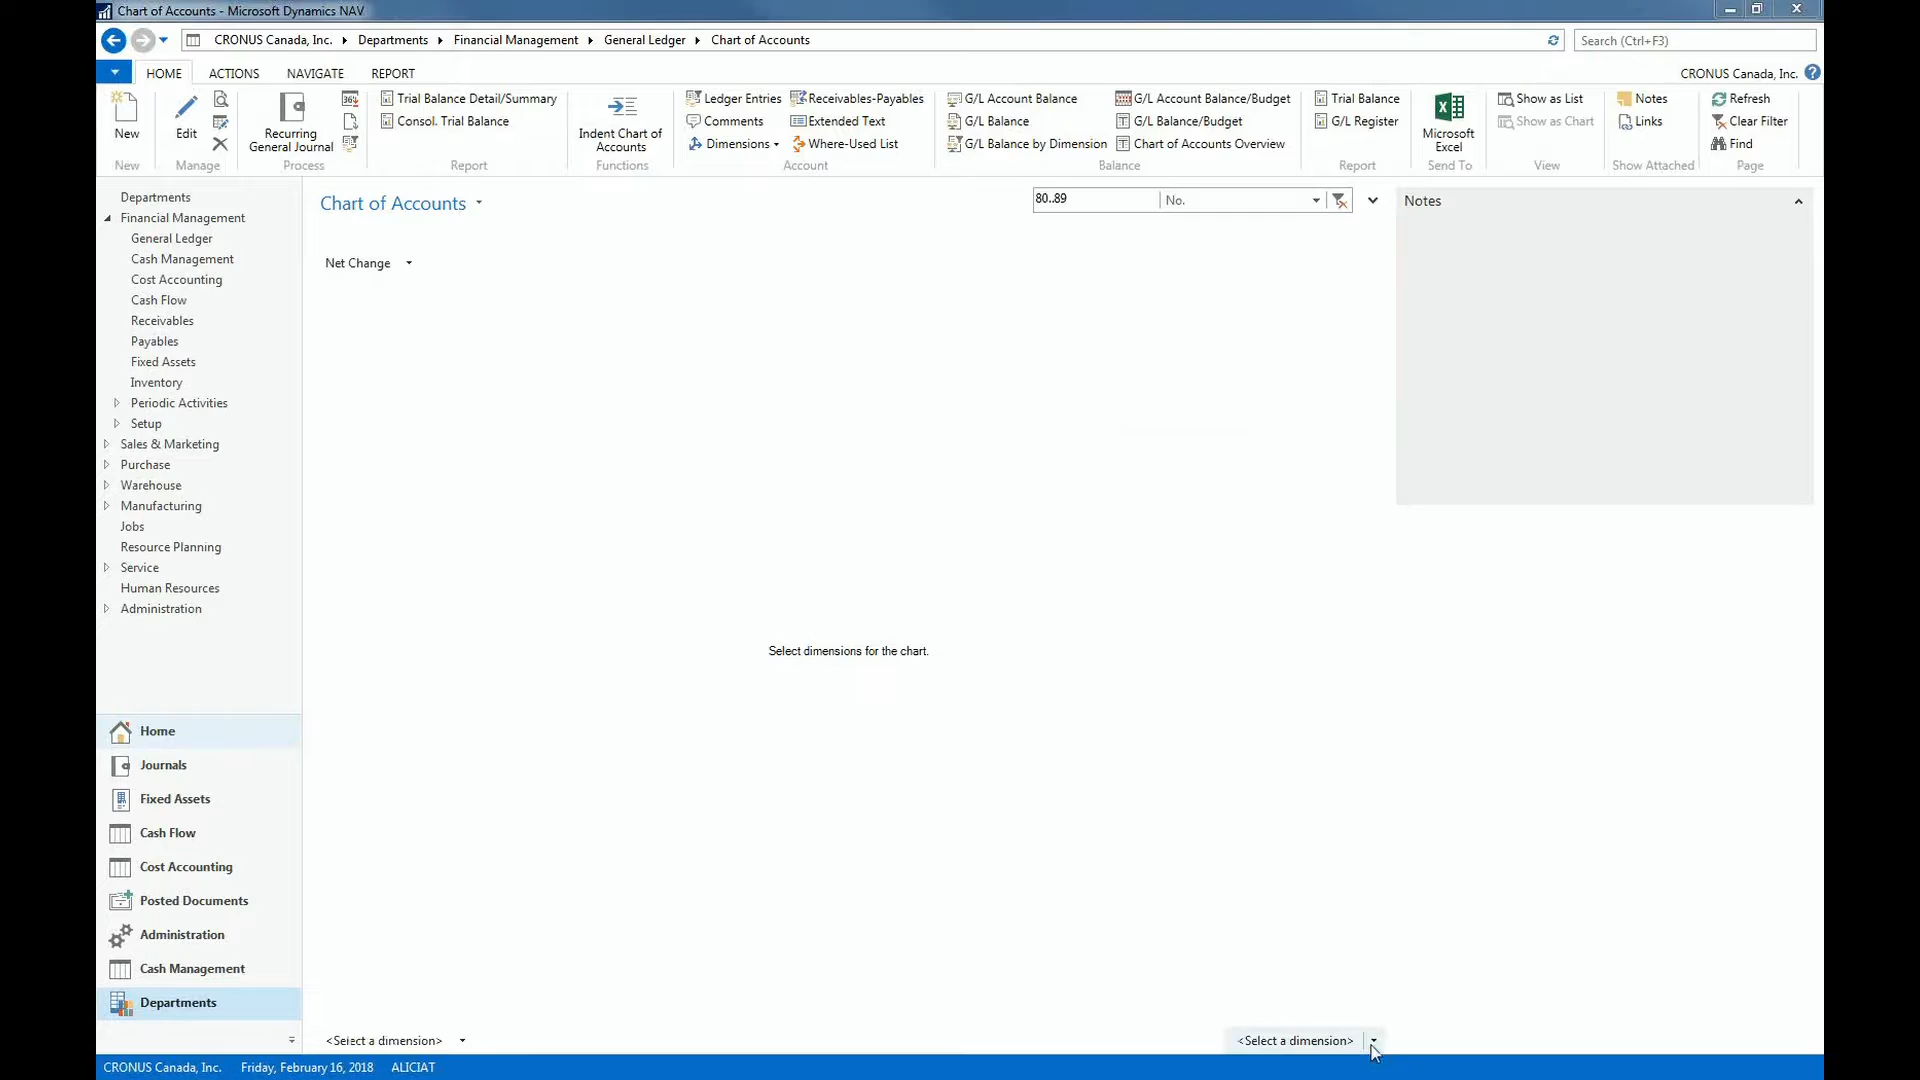 Chart of Accounts - Microsoft Dynamics NAV
CRONUS Canada, Inc. Departments Financial Management General Ledger Chart of Accounts
Search (Ctrl+F3)
HOME ACTIONS NAVIGATE REPORT
CRONUS Canada, Inc.
New
New
Edit
Manage
Recurring General Journal
Process
Trial Balance Detail/Summary
Consol. Trial Balance
Report
Indent Chart of Accounts
Functions
Ledger Entries
Comments
Dimensions
Receivables-Payables
Extended Text
Where-Used List
Account
G/L Account Balance
G/L Balance
G/L Balance by Dimension
G/L Account Balance/Budget
G/L Balance/Budget
Chart of Accounts Overview
Balance
Trial Balance
G/L Register
Report
Microsoft Excel
Send To
Show as List
Show as Chart
View
Notes
Links
Show Attached
Refresh
Clear Filter
Find
Page
Departments
Financial Management
General Ledger
Cash Management
Cost Accounting
Cash Flow
Receivables
Payables
Fixed Assets
Inventory
Periodic Activities
Setup
Sales & Marketing
Purchase
Warehouse
Manufacturing
Jobs
Resource Planning
Service
Human Resources
Administration
Home
Journals
Fixed Assets
Cash Flow
Cost Accounting
Posted Documents
Administration
Cash Management
Departments
Chart of Accounts
80..89 No.
Net Change
Select dimensions for the chart.
<Select a dimension>
<Select a dimension>
Notes
CRONUS Canada, Inc. Friday, February 16, 2018 ALICIAT